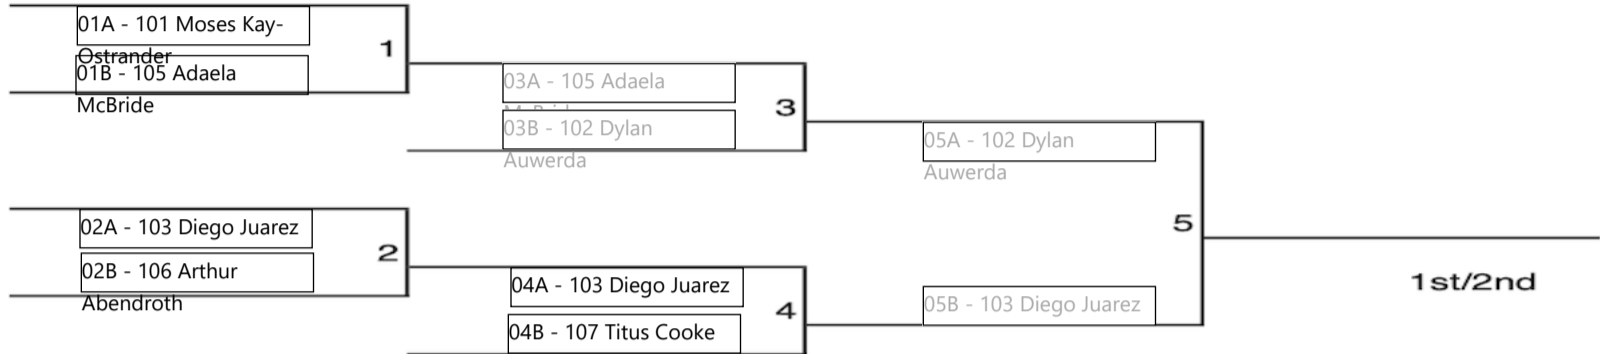 01A - 101 Moses Kay-
Ostrander
01B - 105 Adaela
McBride
1
03A - 105 Adaela
McBride
03B - 102 Dylan
Auwerda
3
05A - 102 Dylan
Auwerda
02A - 103 Diego Juarez
02B - 106 Arthur
Abendroth
2
04A - 103 Diego Juarez
04B - 107 Titus Cooke
4
05B - 103 Diego Juarez
5
1st/2nd